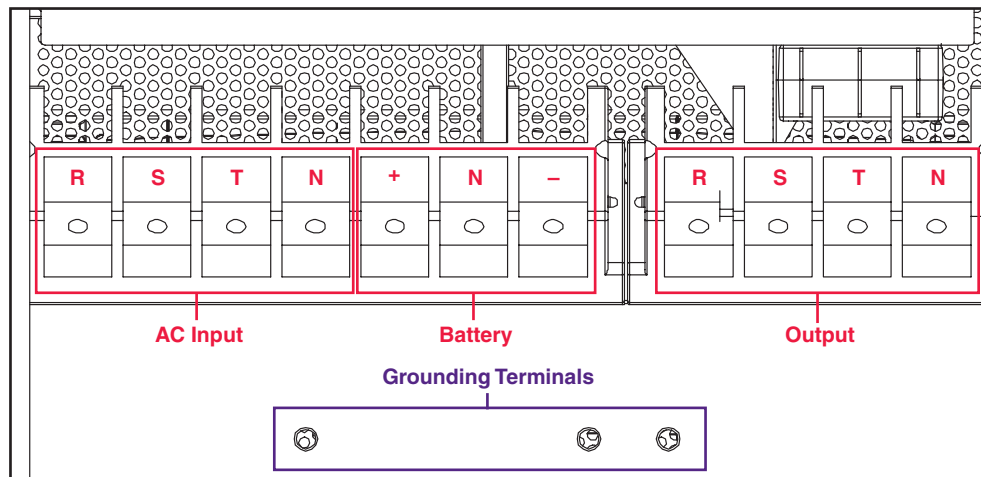 R S T N + N – R S T N
AC Input Battery Output
Grounding Terminals